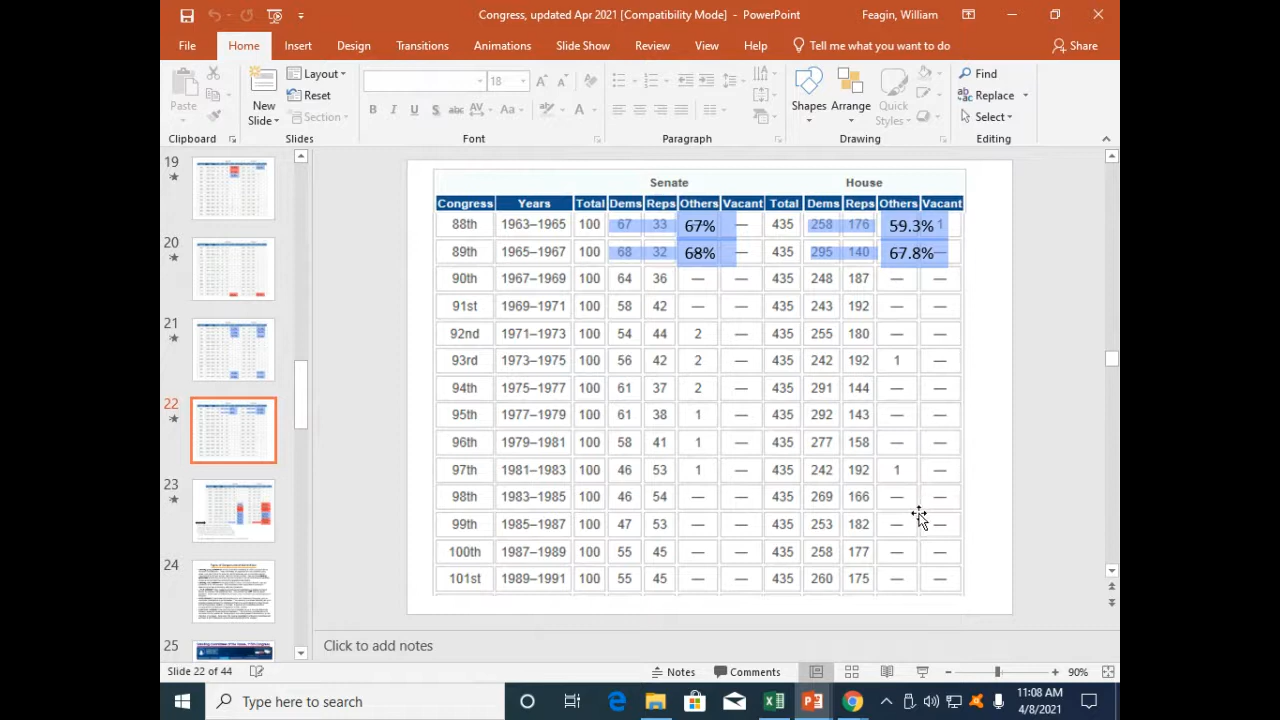 Congress, updated Apr 2021 [Compatibility Mode] - PowerPoint
Feagin, William
File Home Insert Design Transitions Animations Slide Show Review View Help Tell me what you want to do Share
Paste
New Slide
Layout
Reset
Section
18
B I U S abc AV Aa A
Shapes
Arrange
Quick Styles
Find
Replace
Select
Clipboard Slides Font Paragraph Drawing Editing
19
20
21
22
23
24
25
Senate House
Congress Years Total Dems Reps Others Vacant Total Dems Reps Others Vacant
88th 1963–1965 100 67 33 67% — 435 258 176 59.3% 1
89th 1965–1967 100 68 32 68% — 435 295 140 67.8% —
90th 1967–1969 100 64 36 — — 435 248 187 — —
91st 1969–1971 100 58 42 — — 435 243 192 — —
92nd 1971–1973 100 54 44 2 — 435 255 180 — —
93rd 1973–1975 100 56 42 2 — 435 242 192 1 —
94th 1975–1977 100 61 37 2 — 435 291 144 — —
95th 1977–1979 100 61 38 1 — 435 292 143 — —
96th 1979–1981 100 58 41 1 — 435 277 158 — —
97th 1981–1983 100 46 53 1 — 435 242 192 1 —
98th 1983–1985 100 46 54 — — 435 269 166 — —
99th 1985–1987 100 47 53 — — 435 253 182 — —
100th 1987–1989 100 55 45 — — 435 258 177 — —
101st 1989–1991 100 55 45 — — 435 260 175 — —
Click to add notes
Slide 22 of 44
Notes
Comments
90%
Type here to search
11:08 AM
4/8/2021